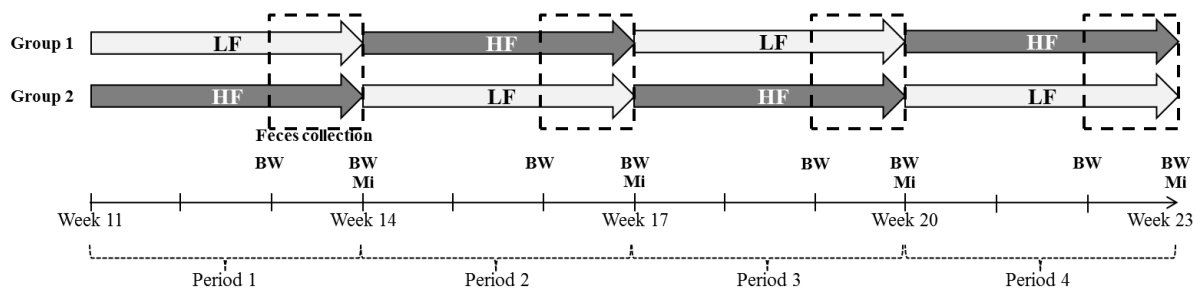 Group 1 LF HF LF HF
Group 2 HF LF HF LF
Feces collection
BW BW BW BW BW BW BW BW
Mi Mi Mi Mi
Week 11 Week 14 Week 17 Week 20 Week 23
Period 1 Period 2 Period 3 Period 4